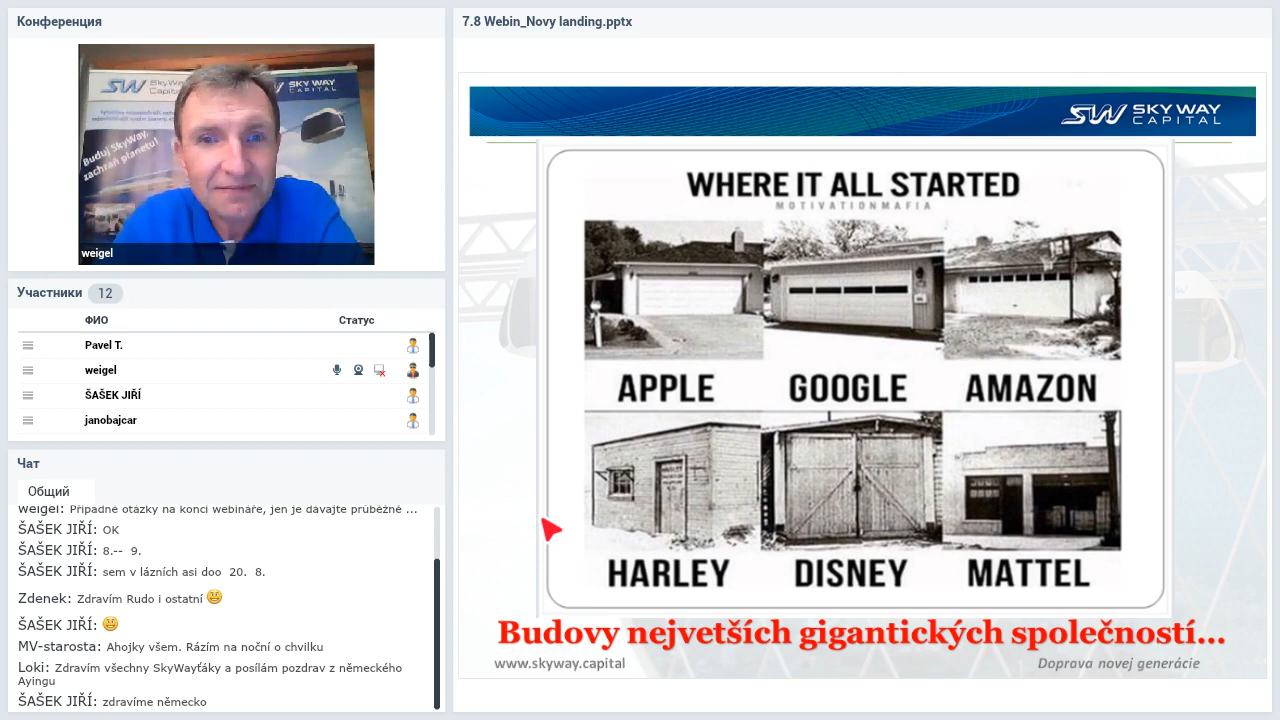 Конференция
SKY WAY
CAPITAL
Buduj SkyWay,
zachraň planetu!
weigel
Участники 12
ФИО Статус
Pavel T.
weigel
ŠAŠEK JIŘÍ
janobajcar
Чат
Общий
weigel: Případné otázky na konci webináře, jen je dávajte průběžně ...
ŠAŠEK JIŘÍ: OK
ŠAŠEK JIŘÍ: 8.-- 9.
ŠAŠEK JIŘÍ: sem v lázních asi doo 20. 8.
Zdenek: Zdravím Rudo i ostatní
ŠAŠEK JIŘÍ:
MV-starosta: Ahojky všem. Rázím na noční o chvilku
Loki: Zdravím všechny SkyWayťáky a posílám pozdrav z německého
Ayingu
ŠAŠEK JIŘÍ: zdravíme německo
7.8 Webin_Novy landing.pptx
SW SKY WAY
CAPITAL
WHERE IT ALL STARTED
MOTIVATIONMAFIA
APPLE GOOGLE AMAZON
HARLEY DISNEY MATTEL
Budovy nejvetších gigantických společností...
www.skyway.capital Doprava novej generácie